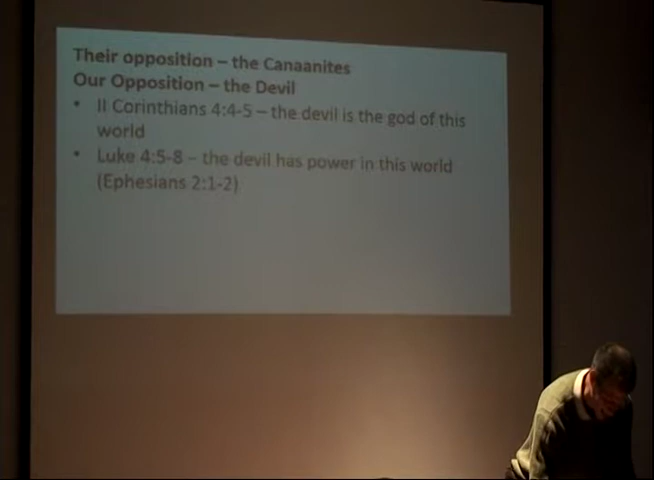 Their opposition – the Canaanites
Our Opposition – the Devil
• II Corinthians 4:4-5 – the devil is the god of this
world
• Luke 4:5-8 – the devil has power in this world
(Ephesians 2:1-2)